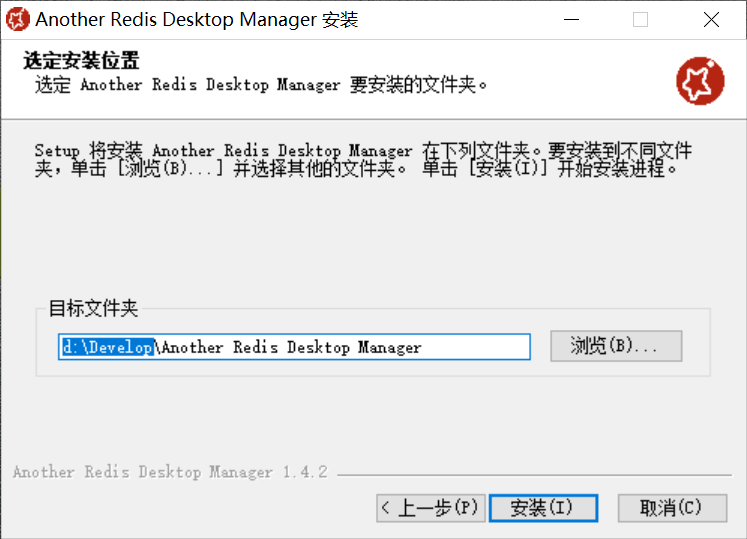 Another Redis Desktop Manager 安装
选定安装位置
选定 Another Redis Desktop Manager 要安装的文件夹。
Setup 将安装 Another Redis Desktop Manager 在下列文件夹。要安装到不同文件
夹，单击 [浏览(B)...] 并选择其他的文件夹。 单击 [安装(I)] 开始安装进程。
目标文件夹
d:\Develop\Another Redis Desktop Manager
浏览(B)...
Another Redis Desktop Manager 1.4.2
< 上一步(P)
安装(I)
取消(C)